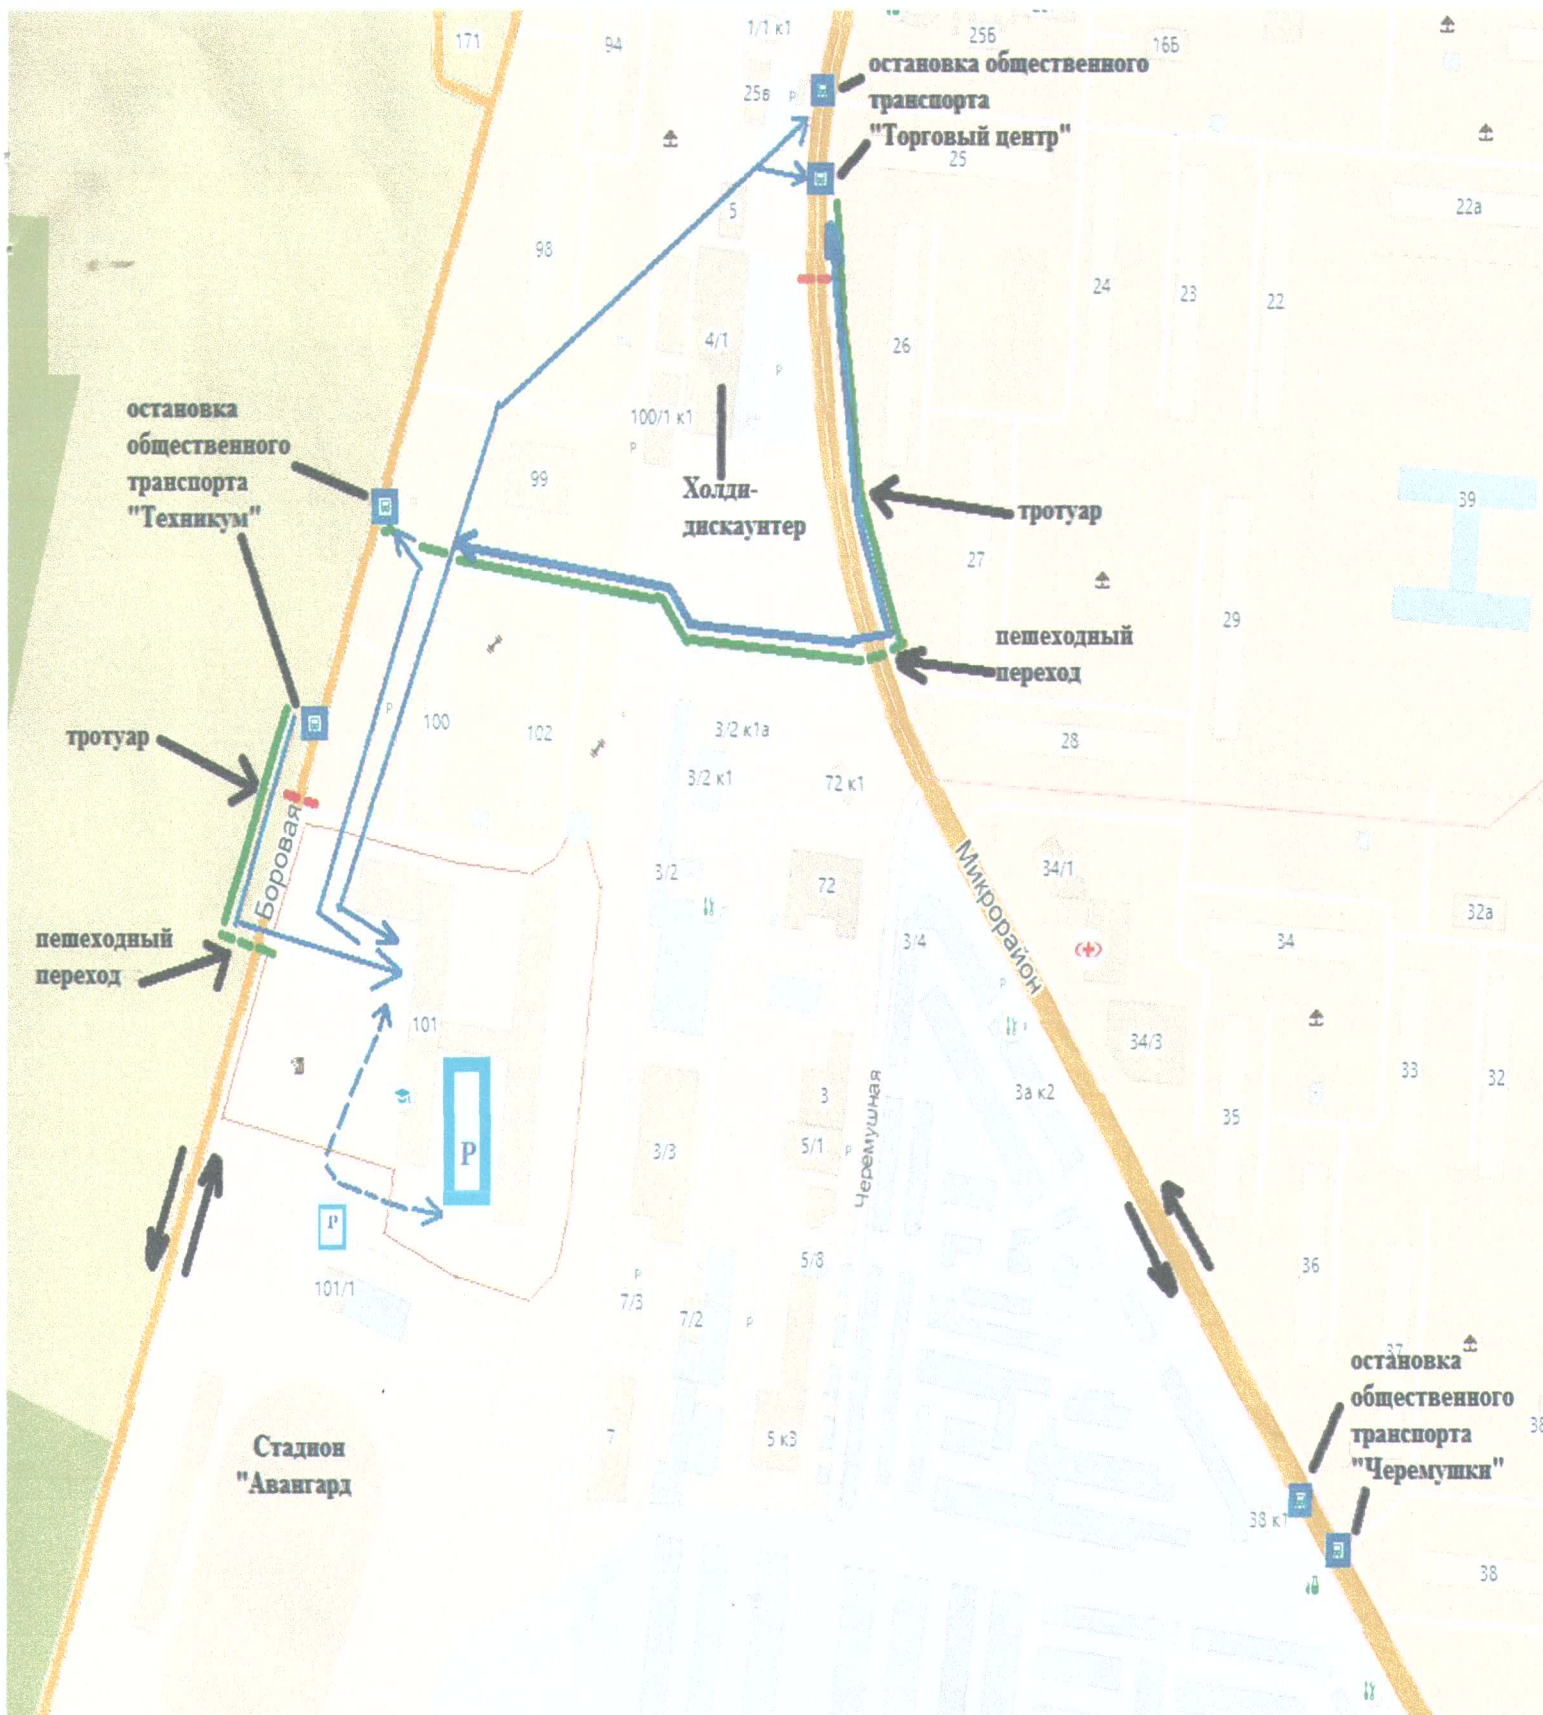 171
94
1/1 к1
25Б
16Б
остановка общественного
транспорта
"Торговый центр"
25в
Р
25
22а
5
98
24
23
22
4/1
26
Р
остановка
общественного
транспорта
"Техникум"
100/1 к1
Р
99
Холди-
дискаунтер
тротуар
39
27
29
пешеходный
переход
тротуар
Р
100
102
3/2 к1а
28
3/2 к1
72 к1
Боровая
3/2
72
Микрорайон
34/1
32а
пешеходный
переход
3/4
34
Р
101
34/3
33
32
3
3а к2
35
Р
3/3
5/1
Р
Черемушная
Р
101/1
5/8
36
Р
7/3
7/2
Р
37
остановка
общественного
транспорта
"Черемушки"
38
Стадион
"Авангард
7
5 к3
38 к1
38